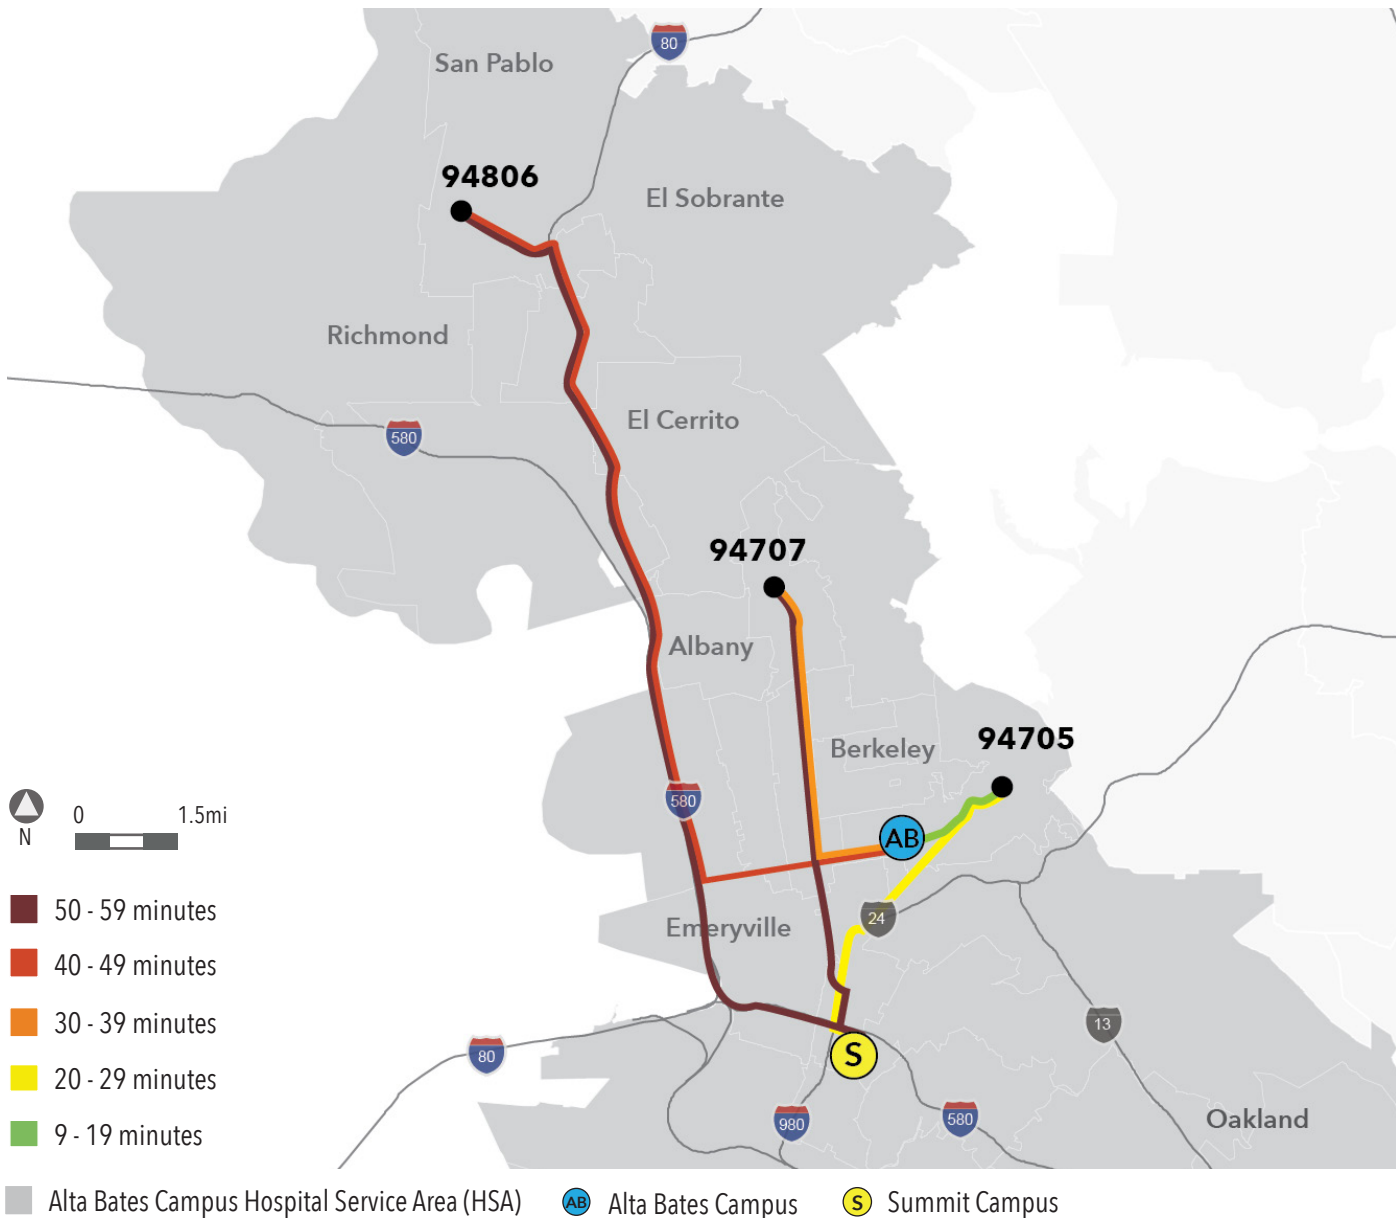 80
San Pablo
94806
El Sobrante
Richmond
El Cerrito
580
94707
Albany
94705
Berkeley
580
0 1.5mi
N
AB
50 - 59 minutes
24
Emeryville
40 - 49 minutes
30 - 39 minutes
13
80
S
20 - 29 minutes
980
580
Oakland
9 - 19 minutes
Alta Bates Campus Hospital Service Area (HSA)
AB Alta Bates Campus
S Summit Campus